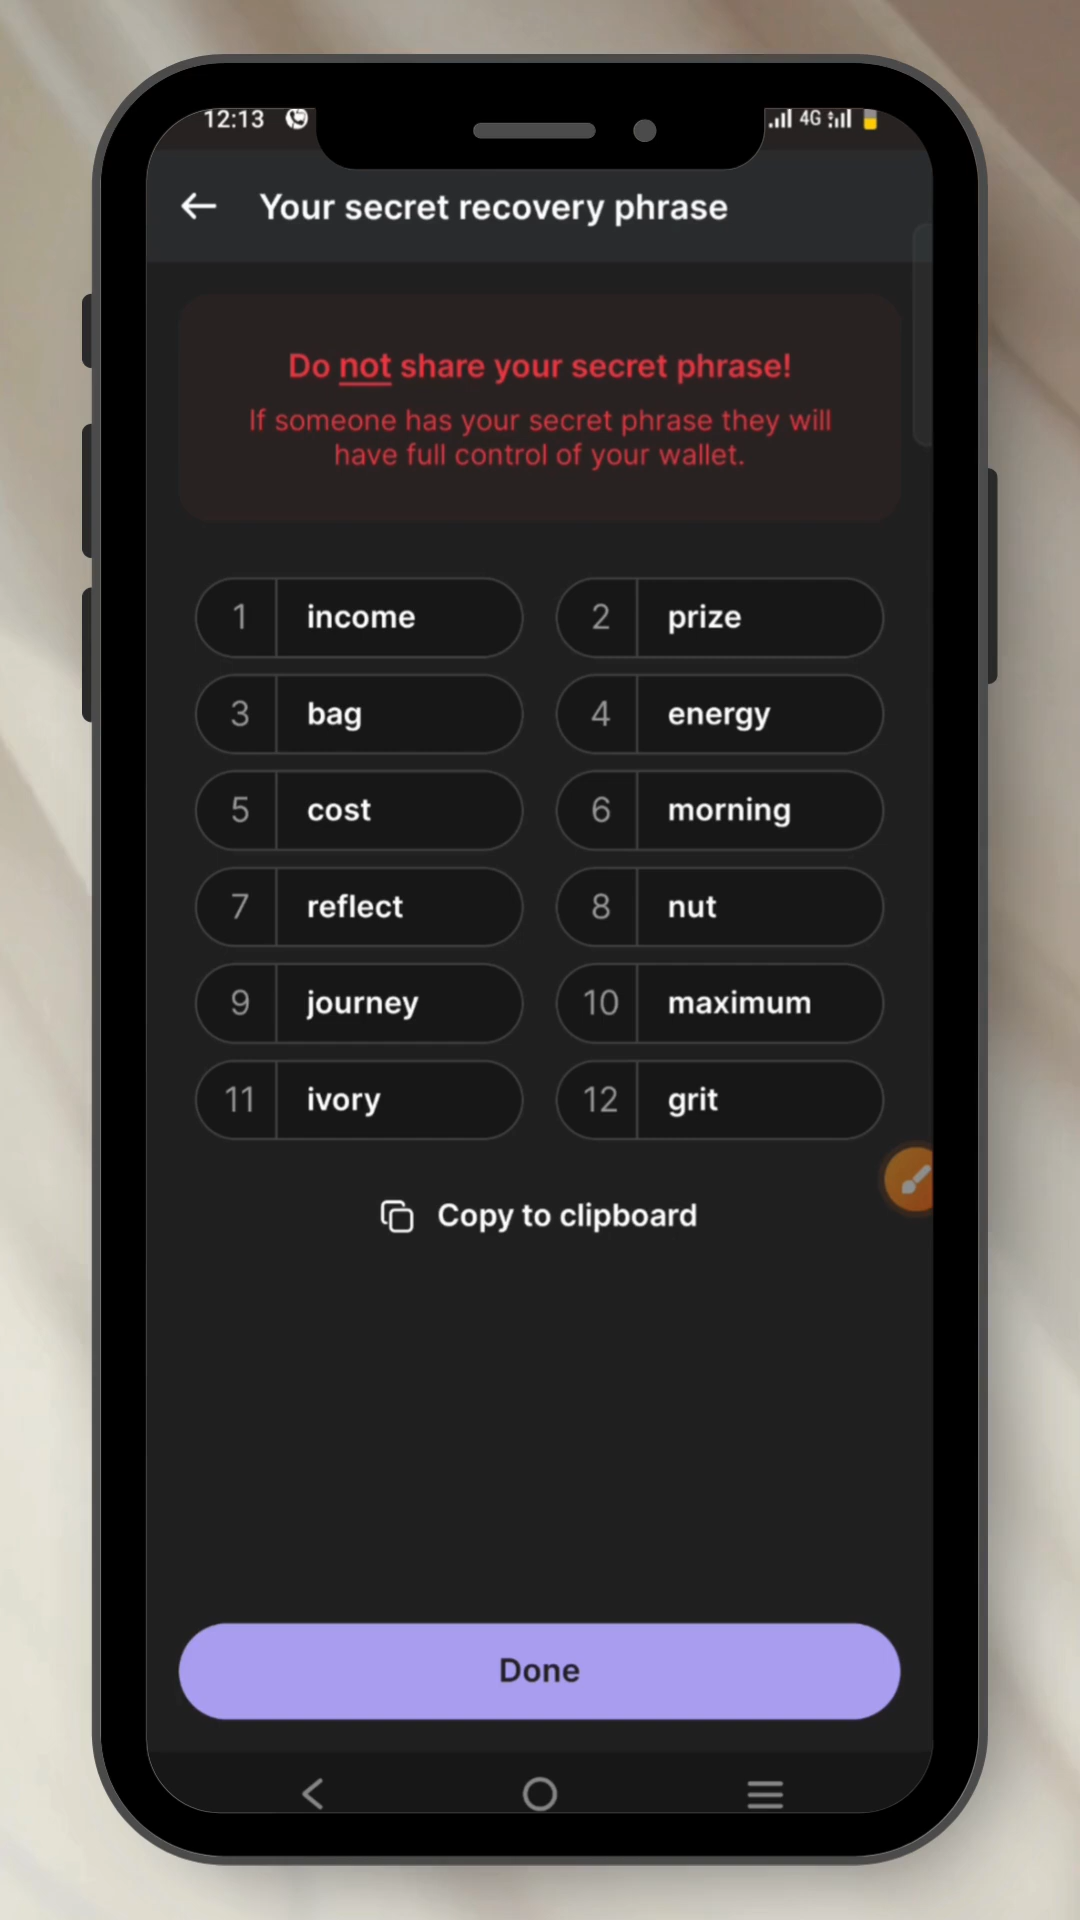 12:13
4G
Your secret recovery phrase
Do not share your secret phrase!
If someone has your secret phrase they will
have full control of your wallet.
1 income
2 prize
3 bag
4 energy
5 cost
6 morning
7 reflect
8 nut
9 journey
10 maximum
11 ivory
12 grit
Copy to clipboard
Done